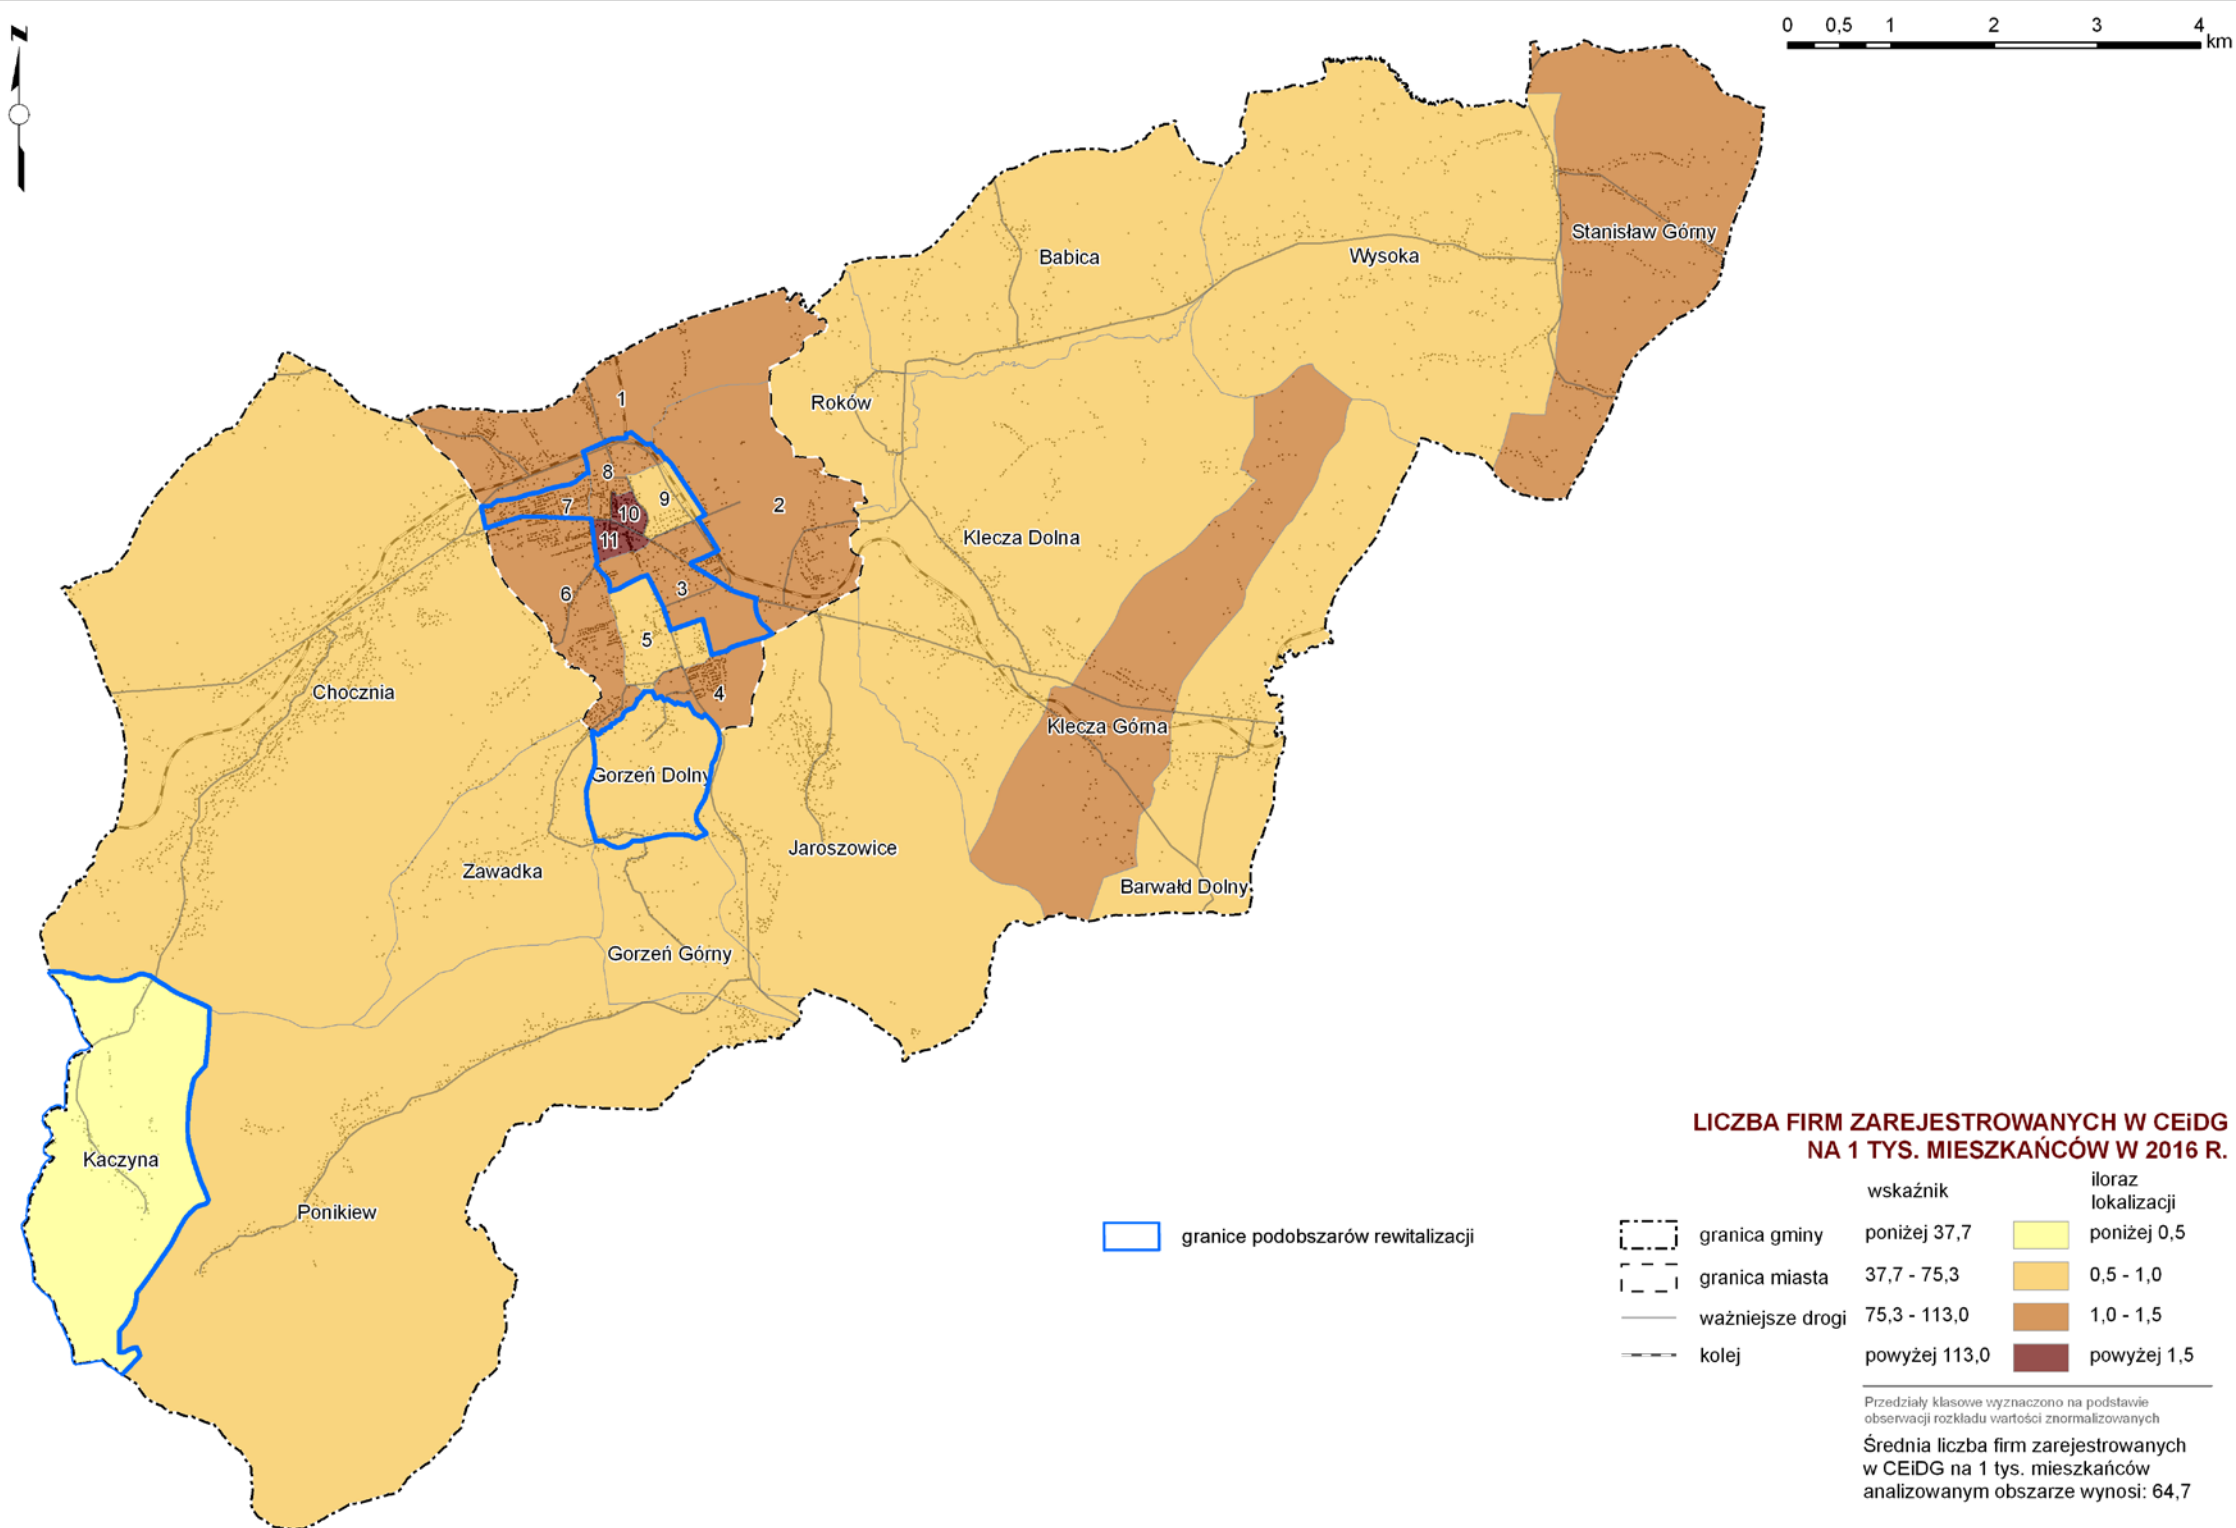 N
0 0,5 1 2 3 4
km
Stanisław Górny
Babica
Wysoka
1
Roków
8
9
7
2
10
11
Klecza Dolna
3
6
5
Chocznia
4
Klecza Górna
Gorzeń Dolny
Jaroszowice
Zawadka
Barwałd Dolny
Gorzeń Górny
Kaczyna
Ponikiew
granice podobszarów rewitalizacji
LICZBA FIRM ZAREJESTROWANYCH W CEiDG
NA 1 TYS. MIESZKAŃCÓW W 2016 R.
wskaźnik
iloraz
lokalizacji
granica gminy poniżej 37,7 poniżej 0,5
granica miasta 37,7 - 75,3 0,5 - 1,0
ważniejsze drogi 75,3 - 113,0 1,0 - 1,5
kolej powyżej 113,0 powyżej 1,5
Przedziały klasowe wyznaczono na podstawie
obserwacji rozkładu wartości znormalizowanych
Średnia liczba firm zarejestrowanych
w CEiDG na 1 tys. mieszkańców
analizowanym obszarze wynosi: 64,7